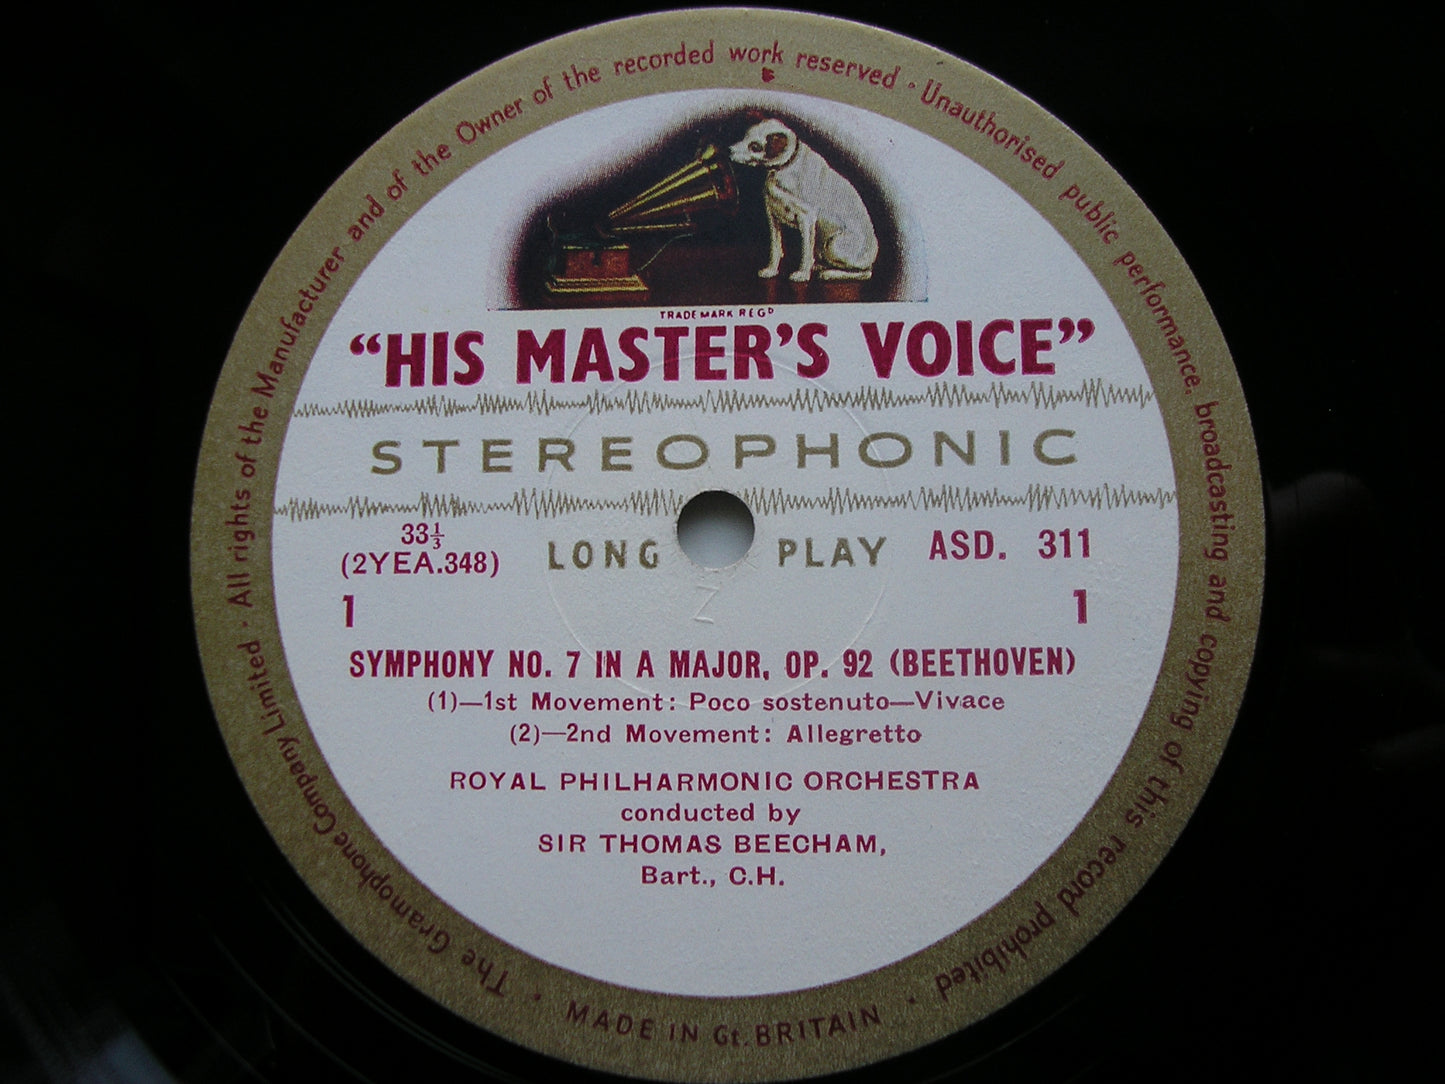 The Gramophone Company Limited · All rights of the Manufacturer and of the Owner of the recorded work reserved · Unauthorised public performance, broadcasting and copying of this record prohibited ·
TRADE MARK REGD
“HIS MASTER’S VOICE”
STEREOPHONIC
33⅓
(2YEA.348)
LONG PLAY
ASD. 311
Z
1 1
SYMPHONY NO. 7 IN A MAJOR, OP. 92 (BEETHOVEN)
(1)—1st Movement: Poco sostenuto—Vivace
(2)—2nd Movement: Allegretto
ROYAL PHILHARMONIC ORCHESTRA
conducted by
SIR THOMAS BEECHAM,
Bart., C.H.
MADE IN Gt. BRITAIN